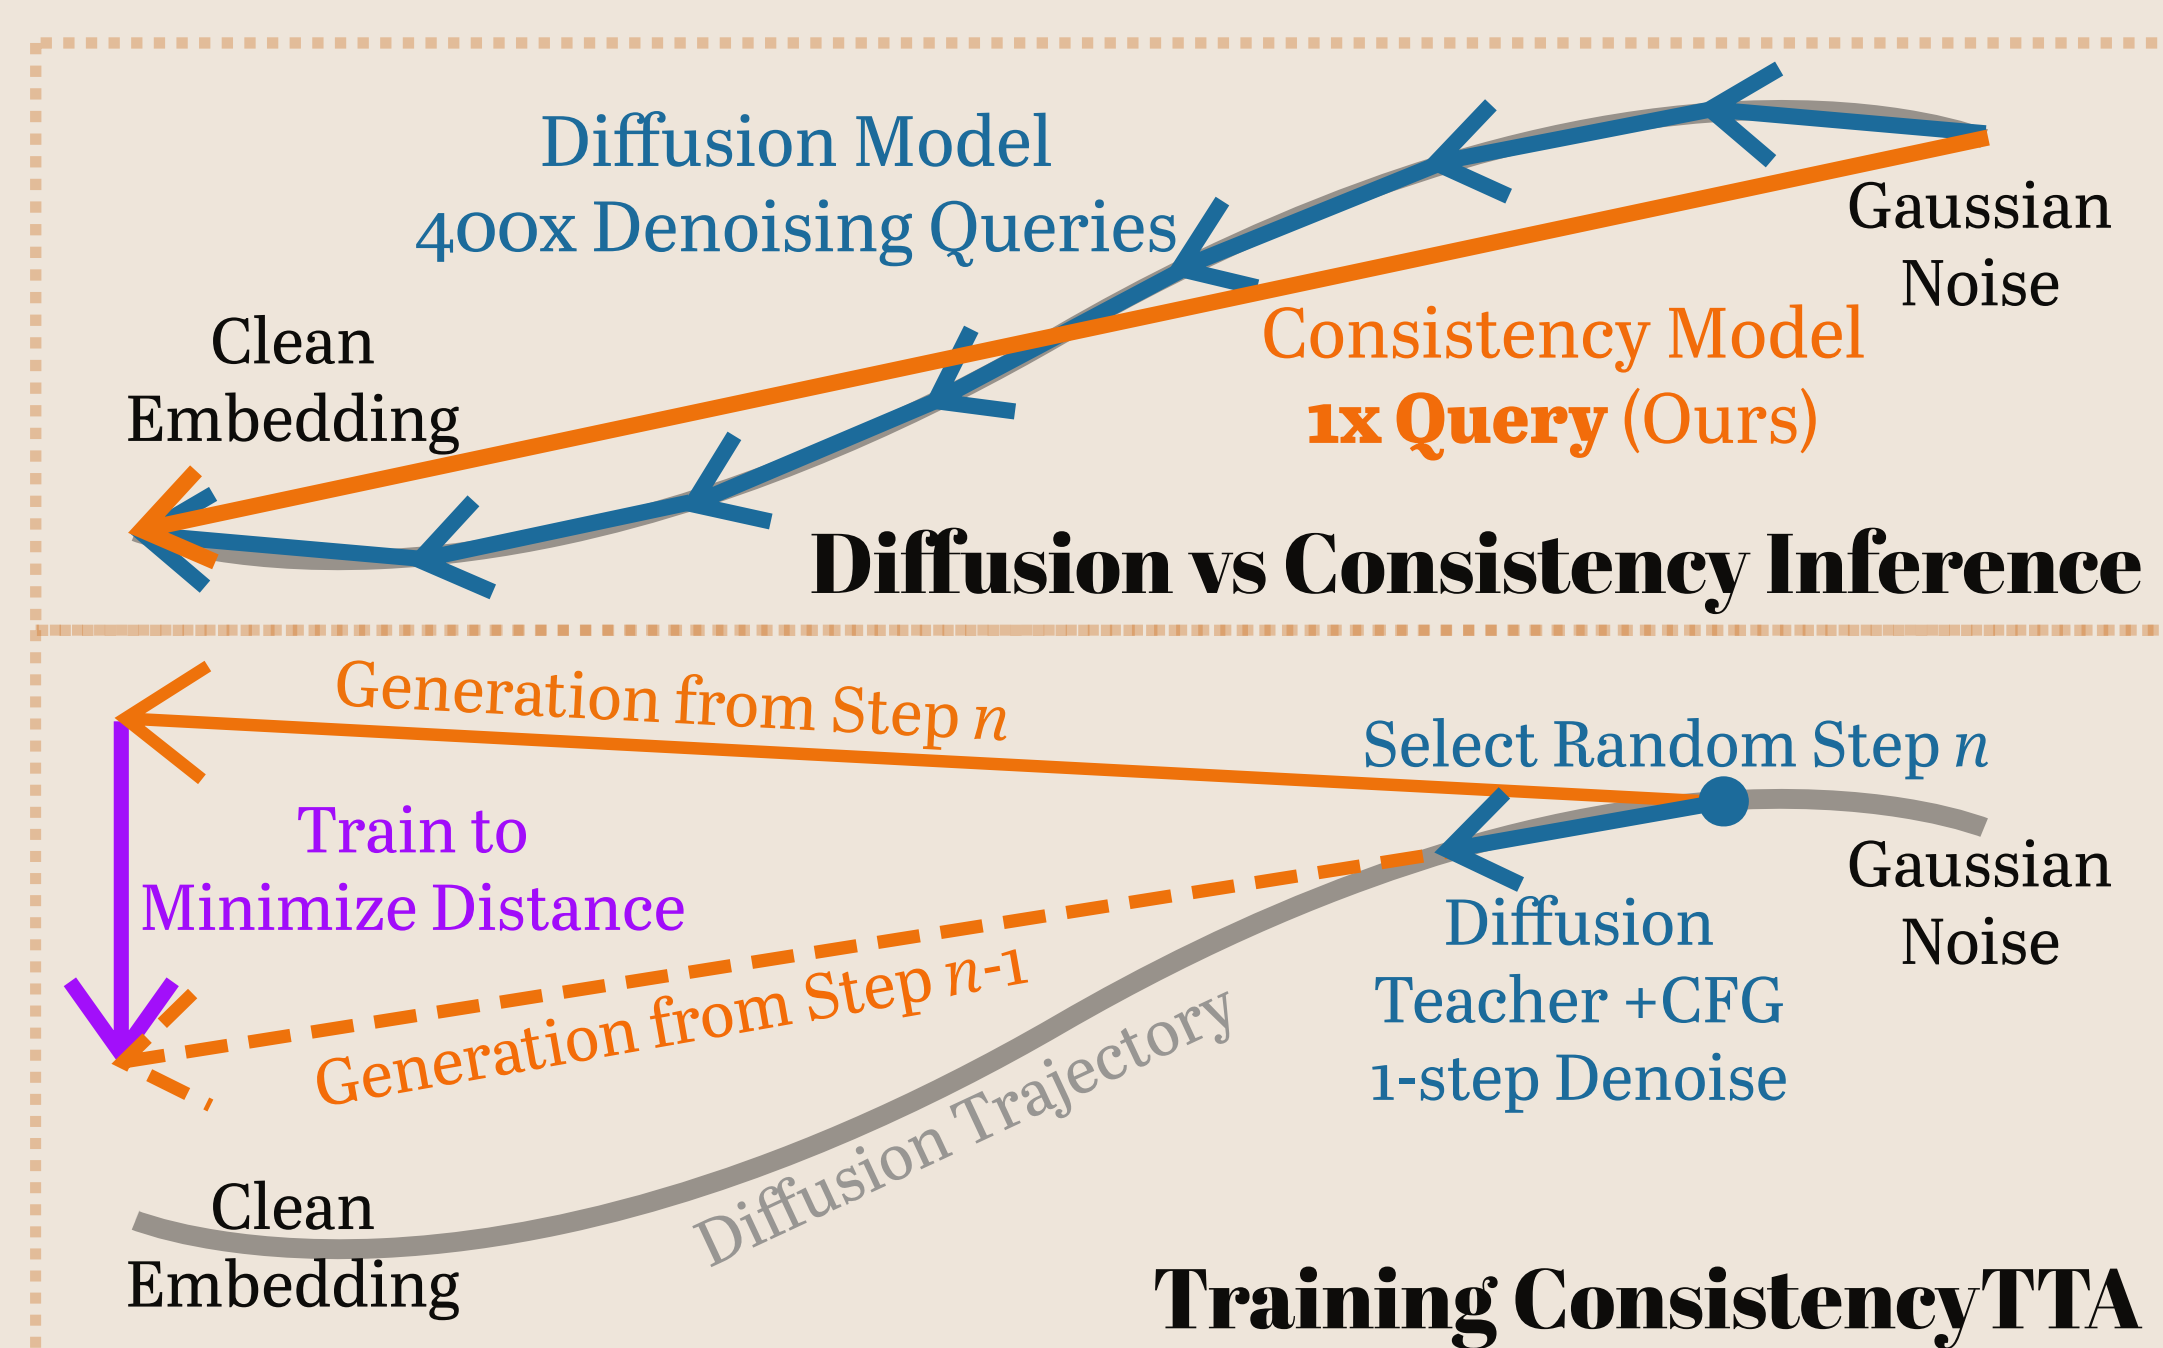 Diffusion Model
400x Denoising Queries
Gaussian
Noise
Clean
Embedding
Consistency Model
1x Query (Ours)
Diffusion vs Consistency Inference
Generation from Step n
Select Random Step n
Train to
Minimize Distance
Gaussian
Noise
Diffusion
Teacher +CFG
1-step Denoise
Generation from Step n-1
Diffusion Trajectory
Clean
Embedding
Training ConsistencyTTA